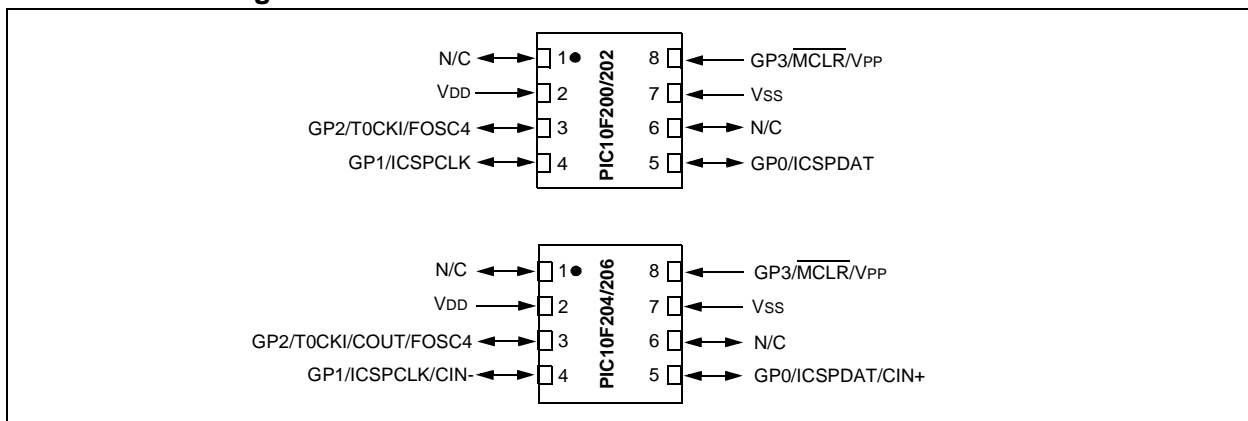 N/C 1 8 GP3/MCLR/VPP
VDD 2 7 VSS
GP2/T0CKI/FOSC4 3 6 N/C
GP1/ICSPCLK 4 5 GP0/ICSPDAT
PIC10F200/202
N/C 1 8 GP3/MCLR/VPP
VDD 2 7 VSS
GP2/T0CKI/COUT/FOSC4 3 6 N/C
GP1/ICSPCLK/CIN- 4 5 GP0/ICSPDAT/CIN+
PIC10F204/206